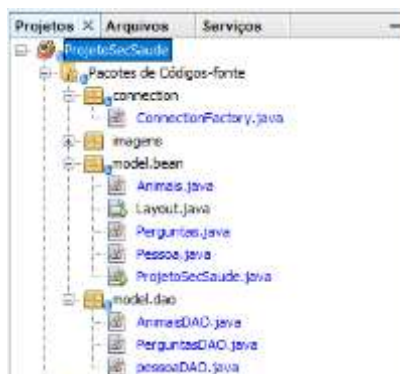 Projetos × Arquivos Serviços
ProjetoSecSaude
Pacotes de Códigos-fonte
connection
ConnectionFactory.java
imagens
model.bean
Animais.java
Layout.java
Perguntas.java
Pessoa.java
ProjetoSecSaude.java
model.dao
AnimaisDAO.java
PerguntasDAO.java
pessoaDAO.java